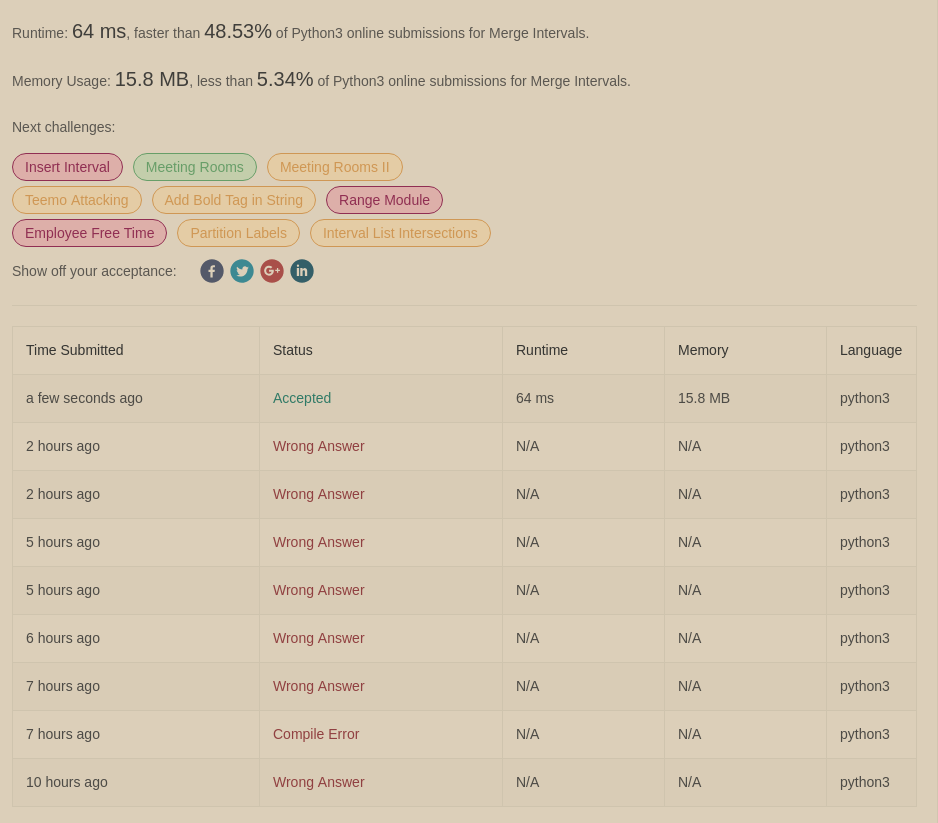 Runtime: 64 ms, faster than 48.53% of Python3 online submissions for Merge Intervals.
Memory Usage: 15.8 MB, less than 5.34% of Python3 online submissions for Merge Intervals.
Next challenges:
Insert Interval Meeting Rooms Meeting Rooms II
Teemo Attacking Add Bold Tag in String Range Module
Employee Free Time Partition Labels Interval List Intersections
Show off your acceptance: f G+ in
Time Submitted Status Runtime Memory Language
a few seconds ago Accepted 64 ms 15.8 MB python3
2 hours ago Wrong Answer N/A N/A python3
2 hours ago Wrong Answer N/A N/A python3
5 hours ago Wrong Answer N/A N/A python3
5 hours ago Wrong Answer N/A N/A python3
6 hours ago Wrong Answer N/A N/A python3
7 hours ago Wrong Answer N/A N/A python3
7 hours ago Compile Error N/A N/A python3
10 hours ago Wrong Answer N/A N/A python3